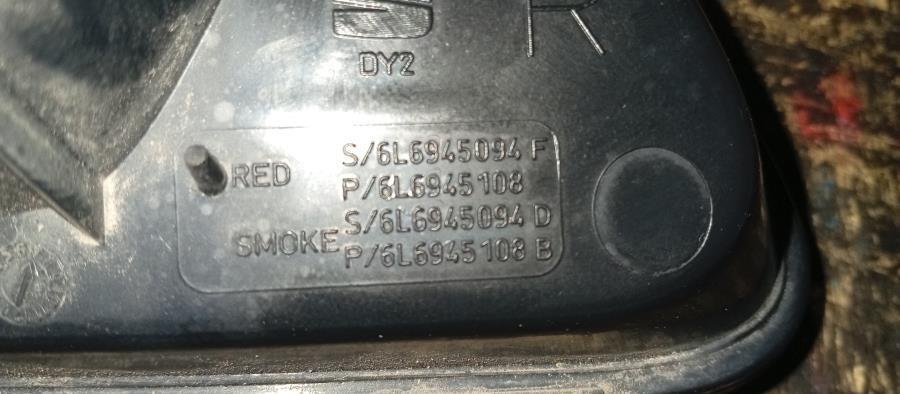 R
DY2
RED
S/6L6945094 F
P/6L6945108
SMOKE
S/6L6945094 D
P/6L6945108 B